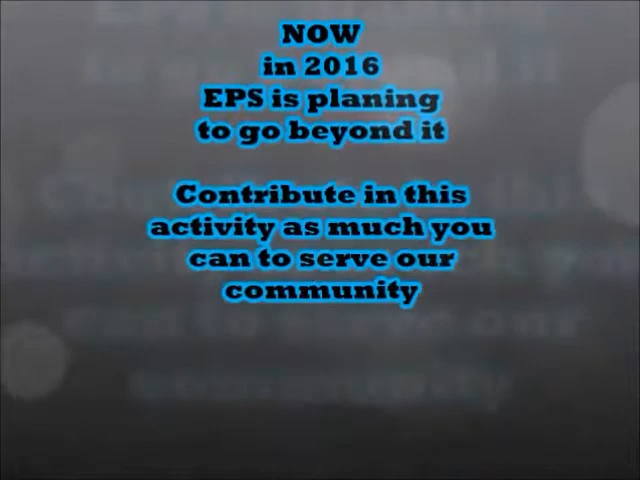 NOW
in 2016
EPS is planing
to go beyond it
Contribute in this
activity as much you
can to serve our
community